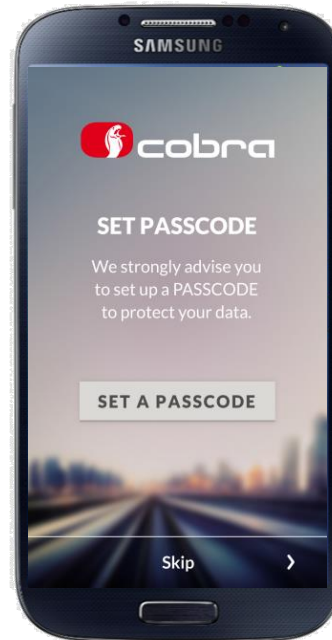 SAMSUNG
cobra
SET PASSCODE
We strongly advise you
to set up a PASSCODE
to protect your data.
SET A PASSCODE
Skip